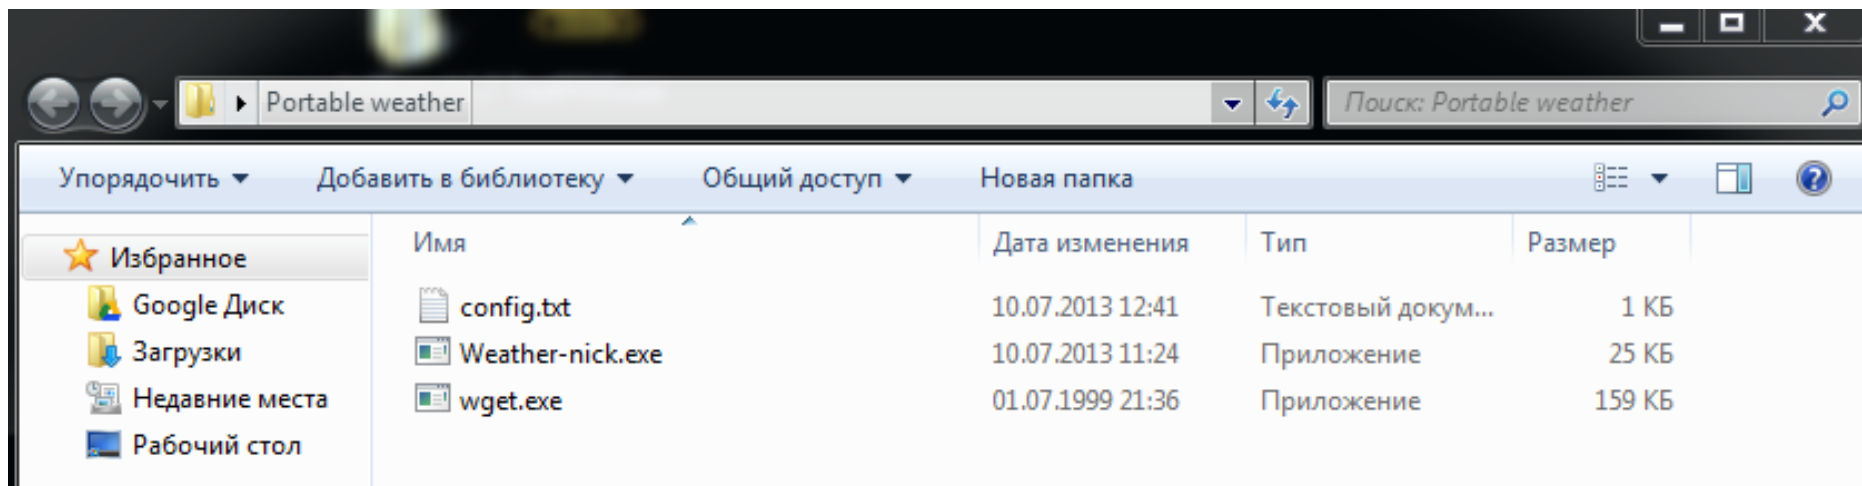 Portable weather
Поиск: Portable weather
Упорядочить Добавить в библиотеку Общий доступ Новая папка
Избранное
Google Диск
Загрузки
Недавние места
Рабочий стол
Имя Дата изменения Тип Размер
config.txt 10.07.2013 12:41 Текстовый докум... 1 КБ
Weather-nick.exe 10.07.2013 11:24 Приложение 25 КБ
wget.exe 01.07.1999 21:36 Приложение 159 КБ